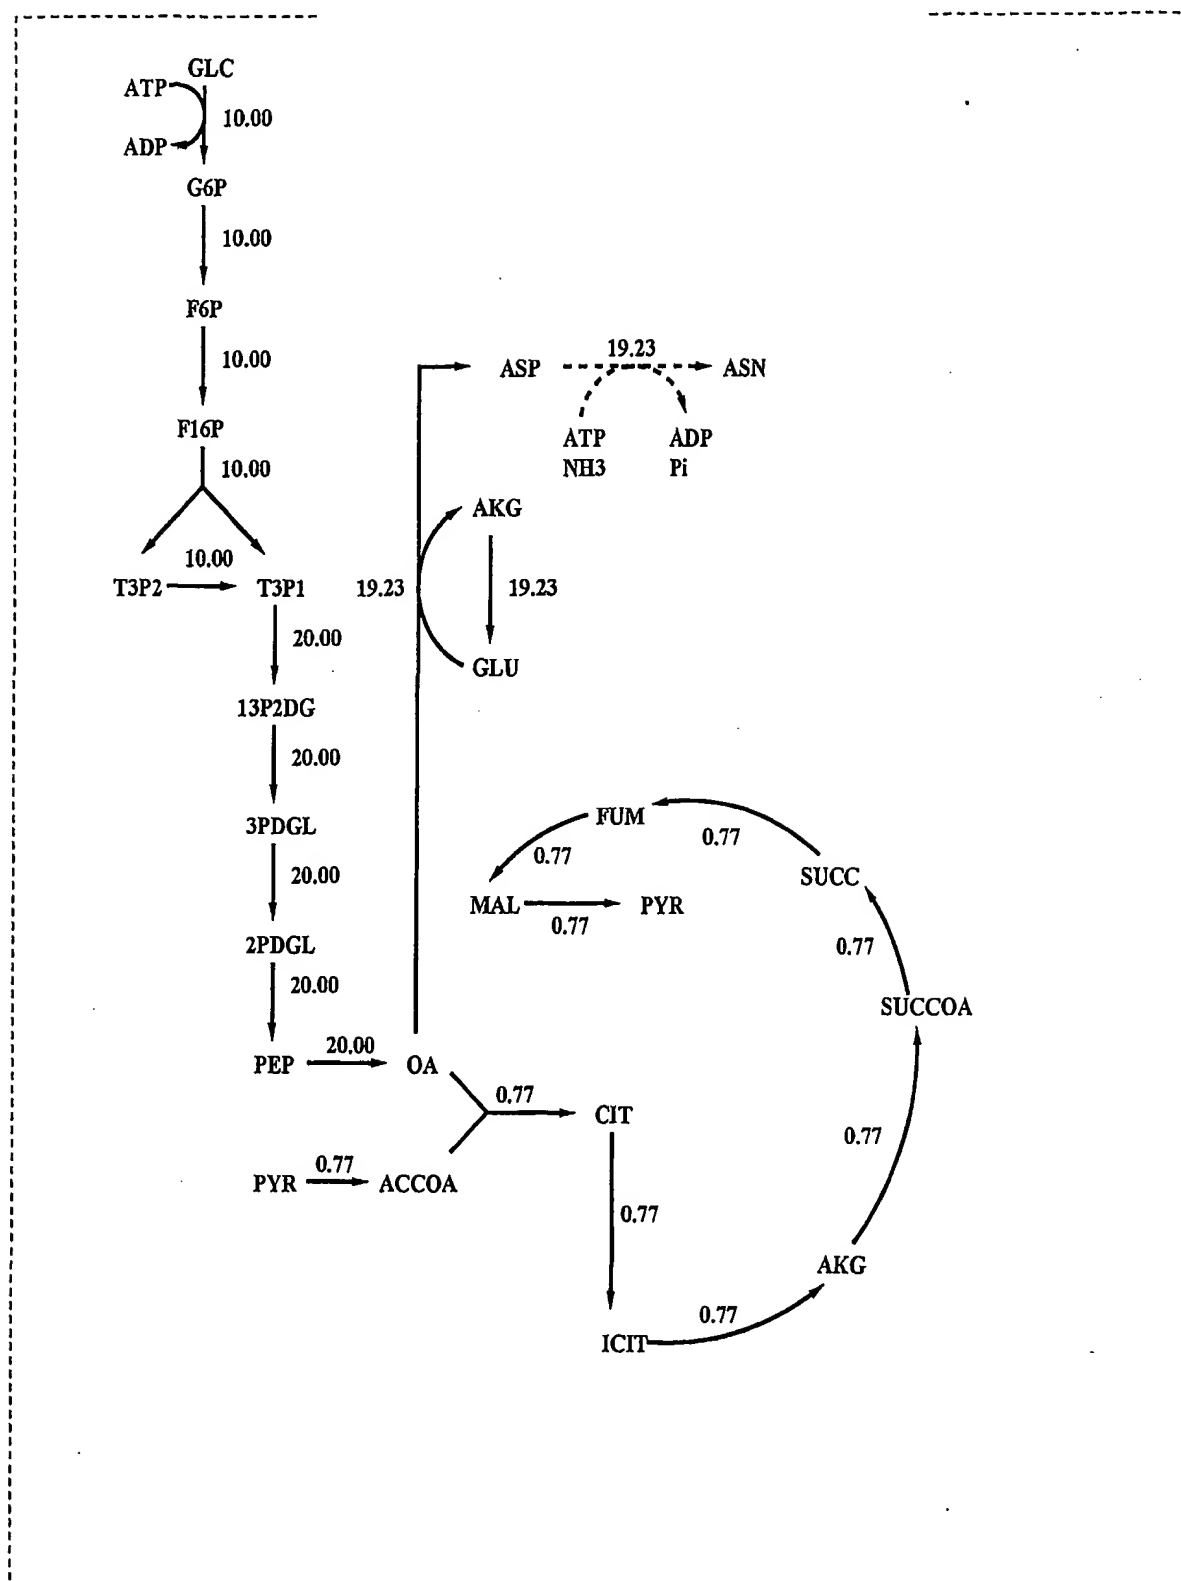 GLC
ATP
10.00
ADP
G6P
10.00
F6P
10.00
F16P
10.00
T3P2
10.00
T3P1
20.00
13P2DG
20.00
3PDGL
20.00
2PDGL
20.00
PEP
20.00
OA
19.23
ASP
19.23
ASN
ATP
NH3
ADP
Pi
AKG
19.23
GLU
PYR
0.77
ACCOA
0.77
CIT
0.77
ICIT
0.77
AKG
0.77
SUCCOA
0.77
SUCC
0.77
FUM
0.77
MAL
0.77
PYR